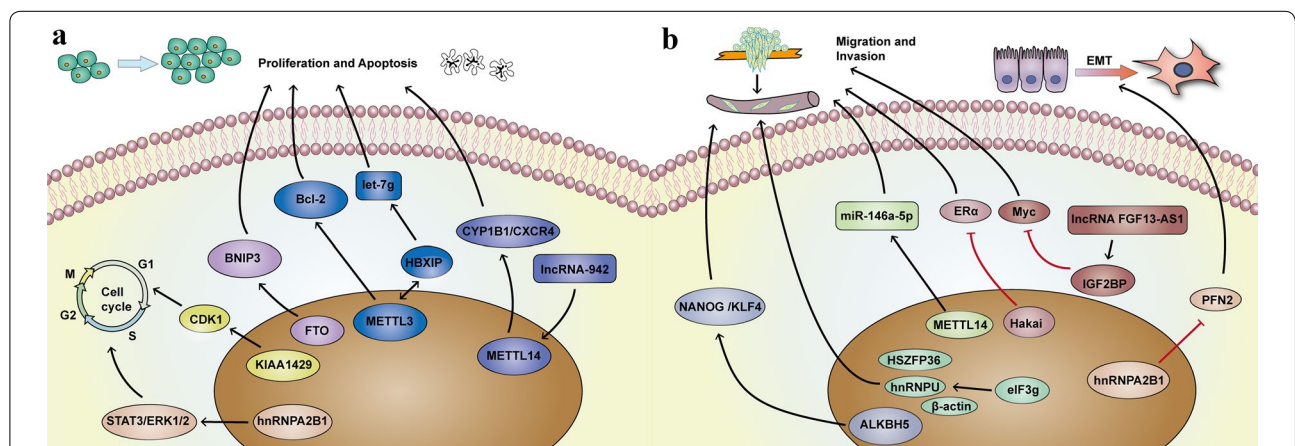 a
Proliferation and Apoptosis
let-7g
Bcl-2
CYP1B1/CXCR4
BNIP3
HBXIP
lncRNA-942
G1
M
Cell
cycle
G2
S
CDK1
FTO
METTL3
KIAA1429
METTL14
STAT3/ERK1/2
hnRNPA2B1
b
Migration and
Invasion
EMT
miR-146a-5p
ERα
Myc
lncRNA FGF13-AS1
IGF2BP
NANOG /KLF4
PFN2
METTL14
Hakai
HSZFP36
hnRNPU
eIF3g
hnRNPA2B1
β-actin
ALKBH5